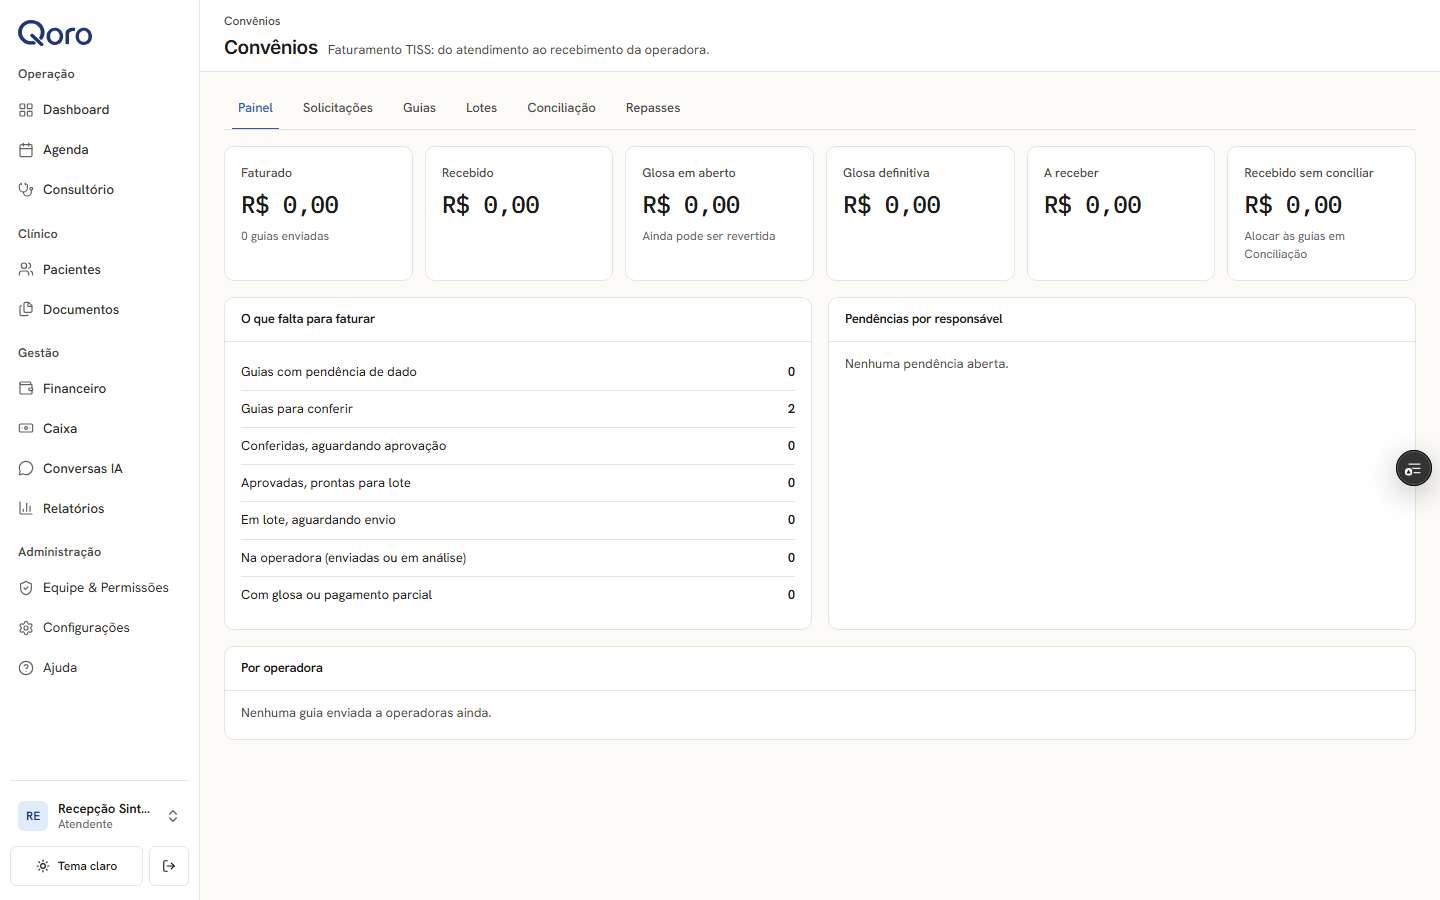 Qoro
Operação
Dashboard
Agenda
Consultório
Clínico
Pacientes
Documentos
Gestão
Financeiro
Caixa
Conversas IA
Relatórios
Administração
Equipe & Permissões
Configurações
Ajuda
RE
Recepção Sint...
Atendente
Tema claro
Convênios
Convênios Faturamento TISS: do atendimento ao recebimento da operadora.
Painel Solicitações Guias Lotes Conciliação Repasses
Faturado
R$ 0,00
0 guias enviadas
Recebido
R$ 0,00
Glosa em aberto
R$ 0,00
Ainda pode ser revertida
Glosa definitiva
R$ 0,00
A receber
R$ 0,00
Recebido sem conciliar
R$ 0,00
Alocar às guias em
Conciliação
O que falta para faturar
Guias com pendência de dado 0
Guias para conferir 2
Conferidas, aguardando aprovação 0
Aprovadas, prontas para lote 0
Em lote, aguardando envio 0
Na operadora (enviadas ou em análise) 0
Com glosa ou pagamento parcial 0
Pendências por responsável
Nenhuma pendência aberta.
Por operadora
Nenhuma guia enviada a operadoras ainda.